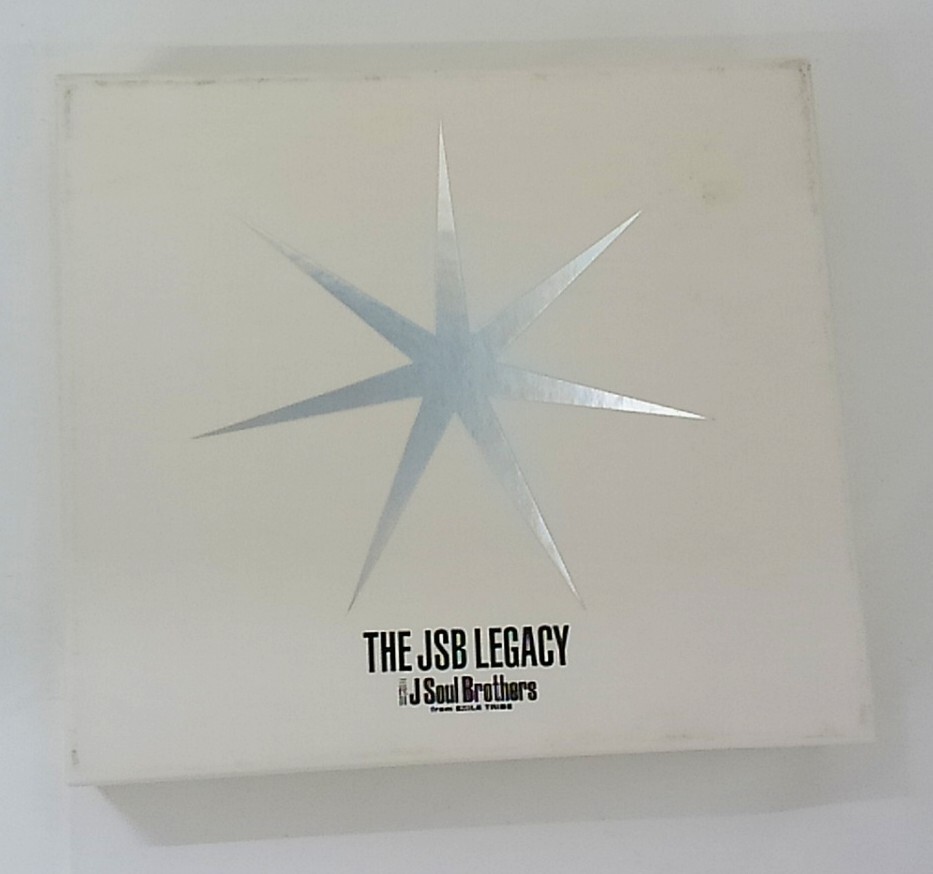 THE JSB LEGACY
J Soul Brothers
from EXILE TRIBE